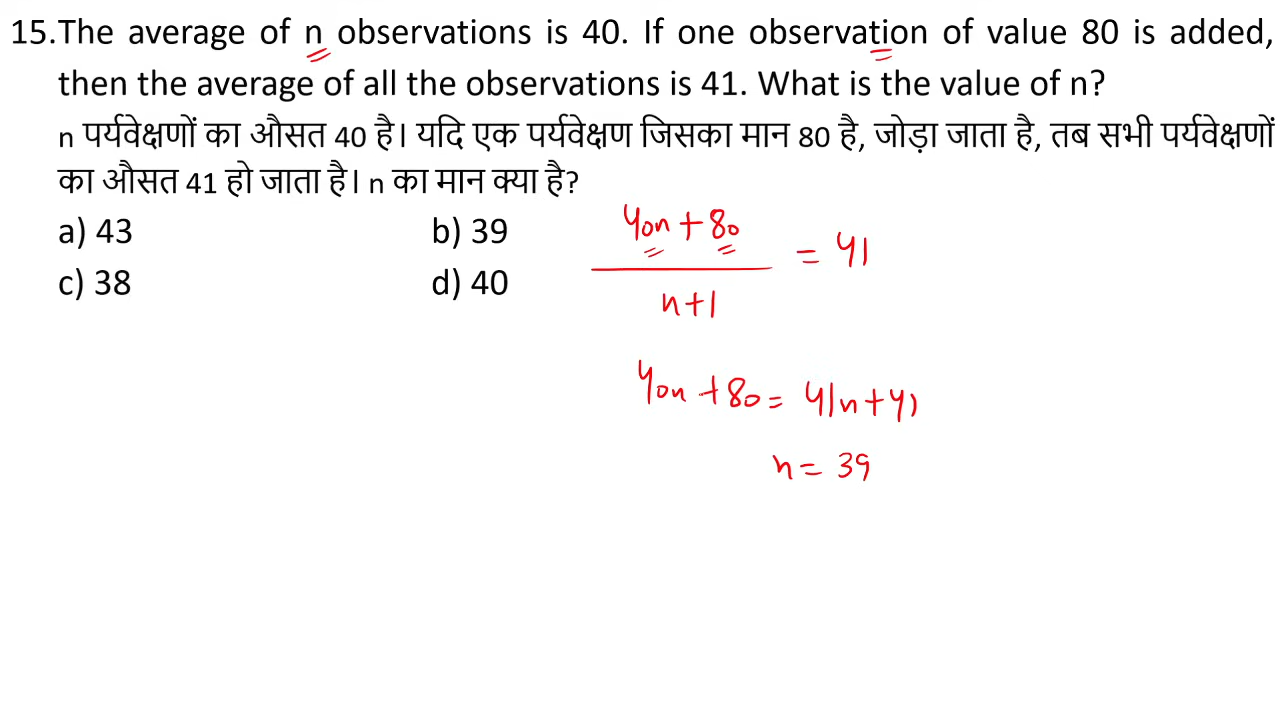 15.The average of n observations is 40. If one observation of value 80 is added,
then the average of all the observations is 41. What is the value of n?
n पर्यवेक्षणों का औसत 40 है। यदि एक पर्यवेक्षण जिसका मान 80 है, जोड़ा जाता है, तब सभी पर्यवेक्षणों
का औसत 41 हो जाता है। n का मान क्या है?
a) 43 b) 39
c) 38 d) 40
40n + 80
= 41
n + 1
40n + 80 = 41n + 41
n = 39